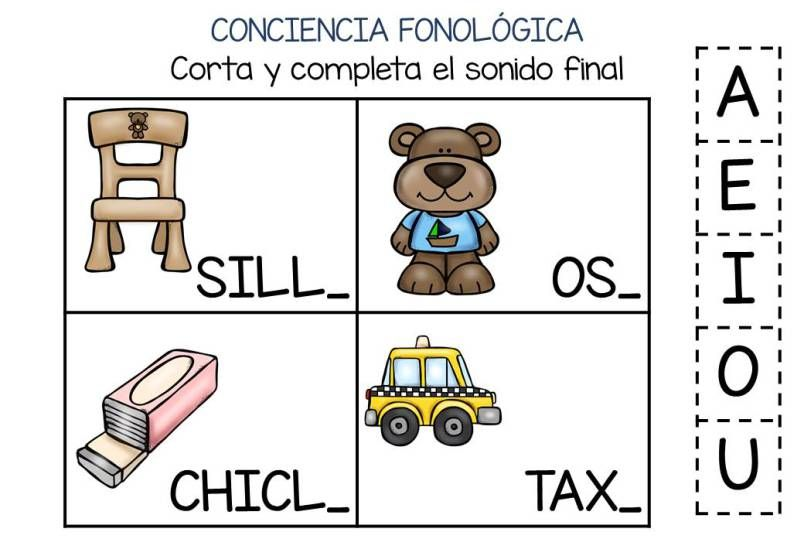 CONCIENCIA FONOLÓGICA
Corta y completa el sonido final
SILL_
OS_
CHICL_
TAX_
A
E
I
O
U